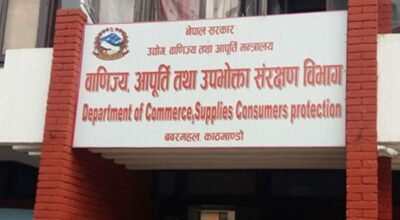 नेपाल सरकार
उद्योग, वाणिज्य तथा आपूर्ति मन्त्रालय
वाणिज्य, आपूर्ति तथा उपभोक्ता संरक्षण विभाग
Department of Commerce,Supplies Consumers protection
बबरमहल, काठमाण्डौ